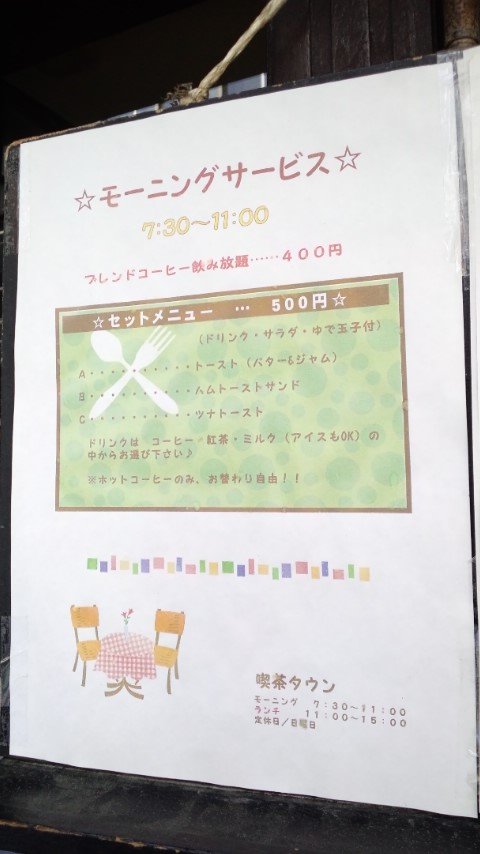 ☆モーニングサービス☆
7:30～11:00
ブレンドコーヒー飲み放題……４００円
☆セットメニュー … 500円☆
（ドリンク・サラダ・ゆで玉子付）
A・・・・・・・・・・トースト（バター&ジャム）
B・・・・・・・・・・ハムトーストサンド
C・・・・・・・・・・ツナトースト
ドリンクは コーヒー・紅茶・ミルク（アイスもOK）の
中からお選び下さい♪
※ホットコーヒーのみ、お替わり自由！！
喫茶タウン
モーニング ７：３０～１１：００
ランチ １１：００～１５：００
定休日／日曜日